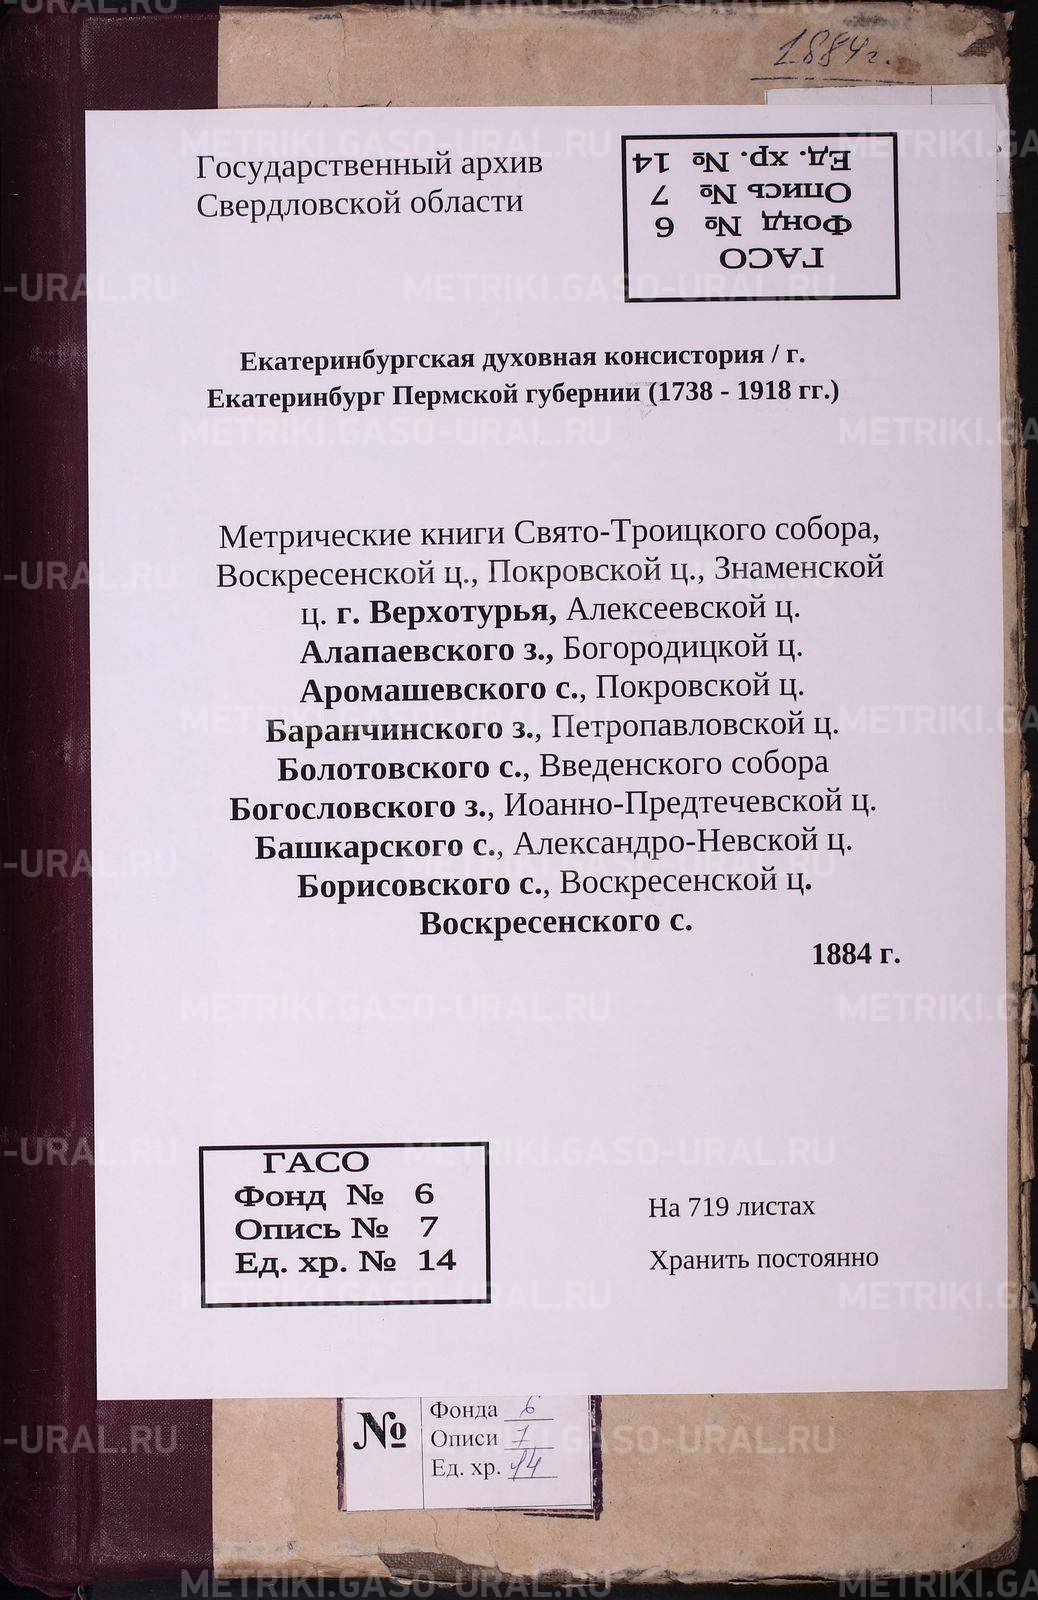 1884 г.
Государственный архив
Свердловской области
ГАСО
Фонд № 6
Опись № 7
Ед. хр. № 14
Екатеринбургская духовная консистория / г.
Екатеринбург Пермской губернии (1738 - 1918 гг.)
Метрические книги Свято-Троицкого собора,
Воскресенской ц., Покровской ц., Знаменской
ц. г. Верхотурья, Алексеевской ц.
Алапаевского з., Богородицкой ц.
Аромашевского с., Покровской ц.
Баранчинского з., Петропавловской ц.
Болотовского с., Введенского собора
Богословского з., Иоанно-Предтечевской ц.
Башкарского с., Александро-Невской ц.
Борисовского с., Воскресенской ц.
Воскресенского с.
1884 г.
ГАСО
Фонд № 6
Опись № 7
Ед. хр. № 14
На 719 листах
Хранить постоянно
№
Фонда 6
Описи 7
Ед. хр. 14
METRIKI.GASO-URAL.RU